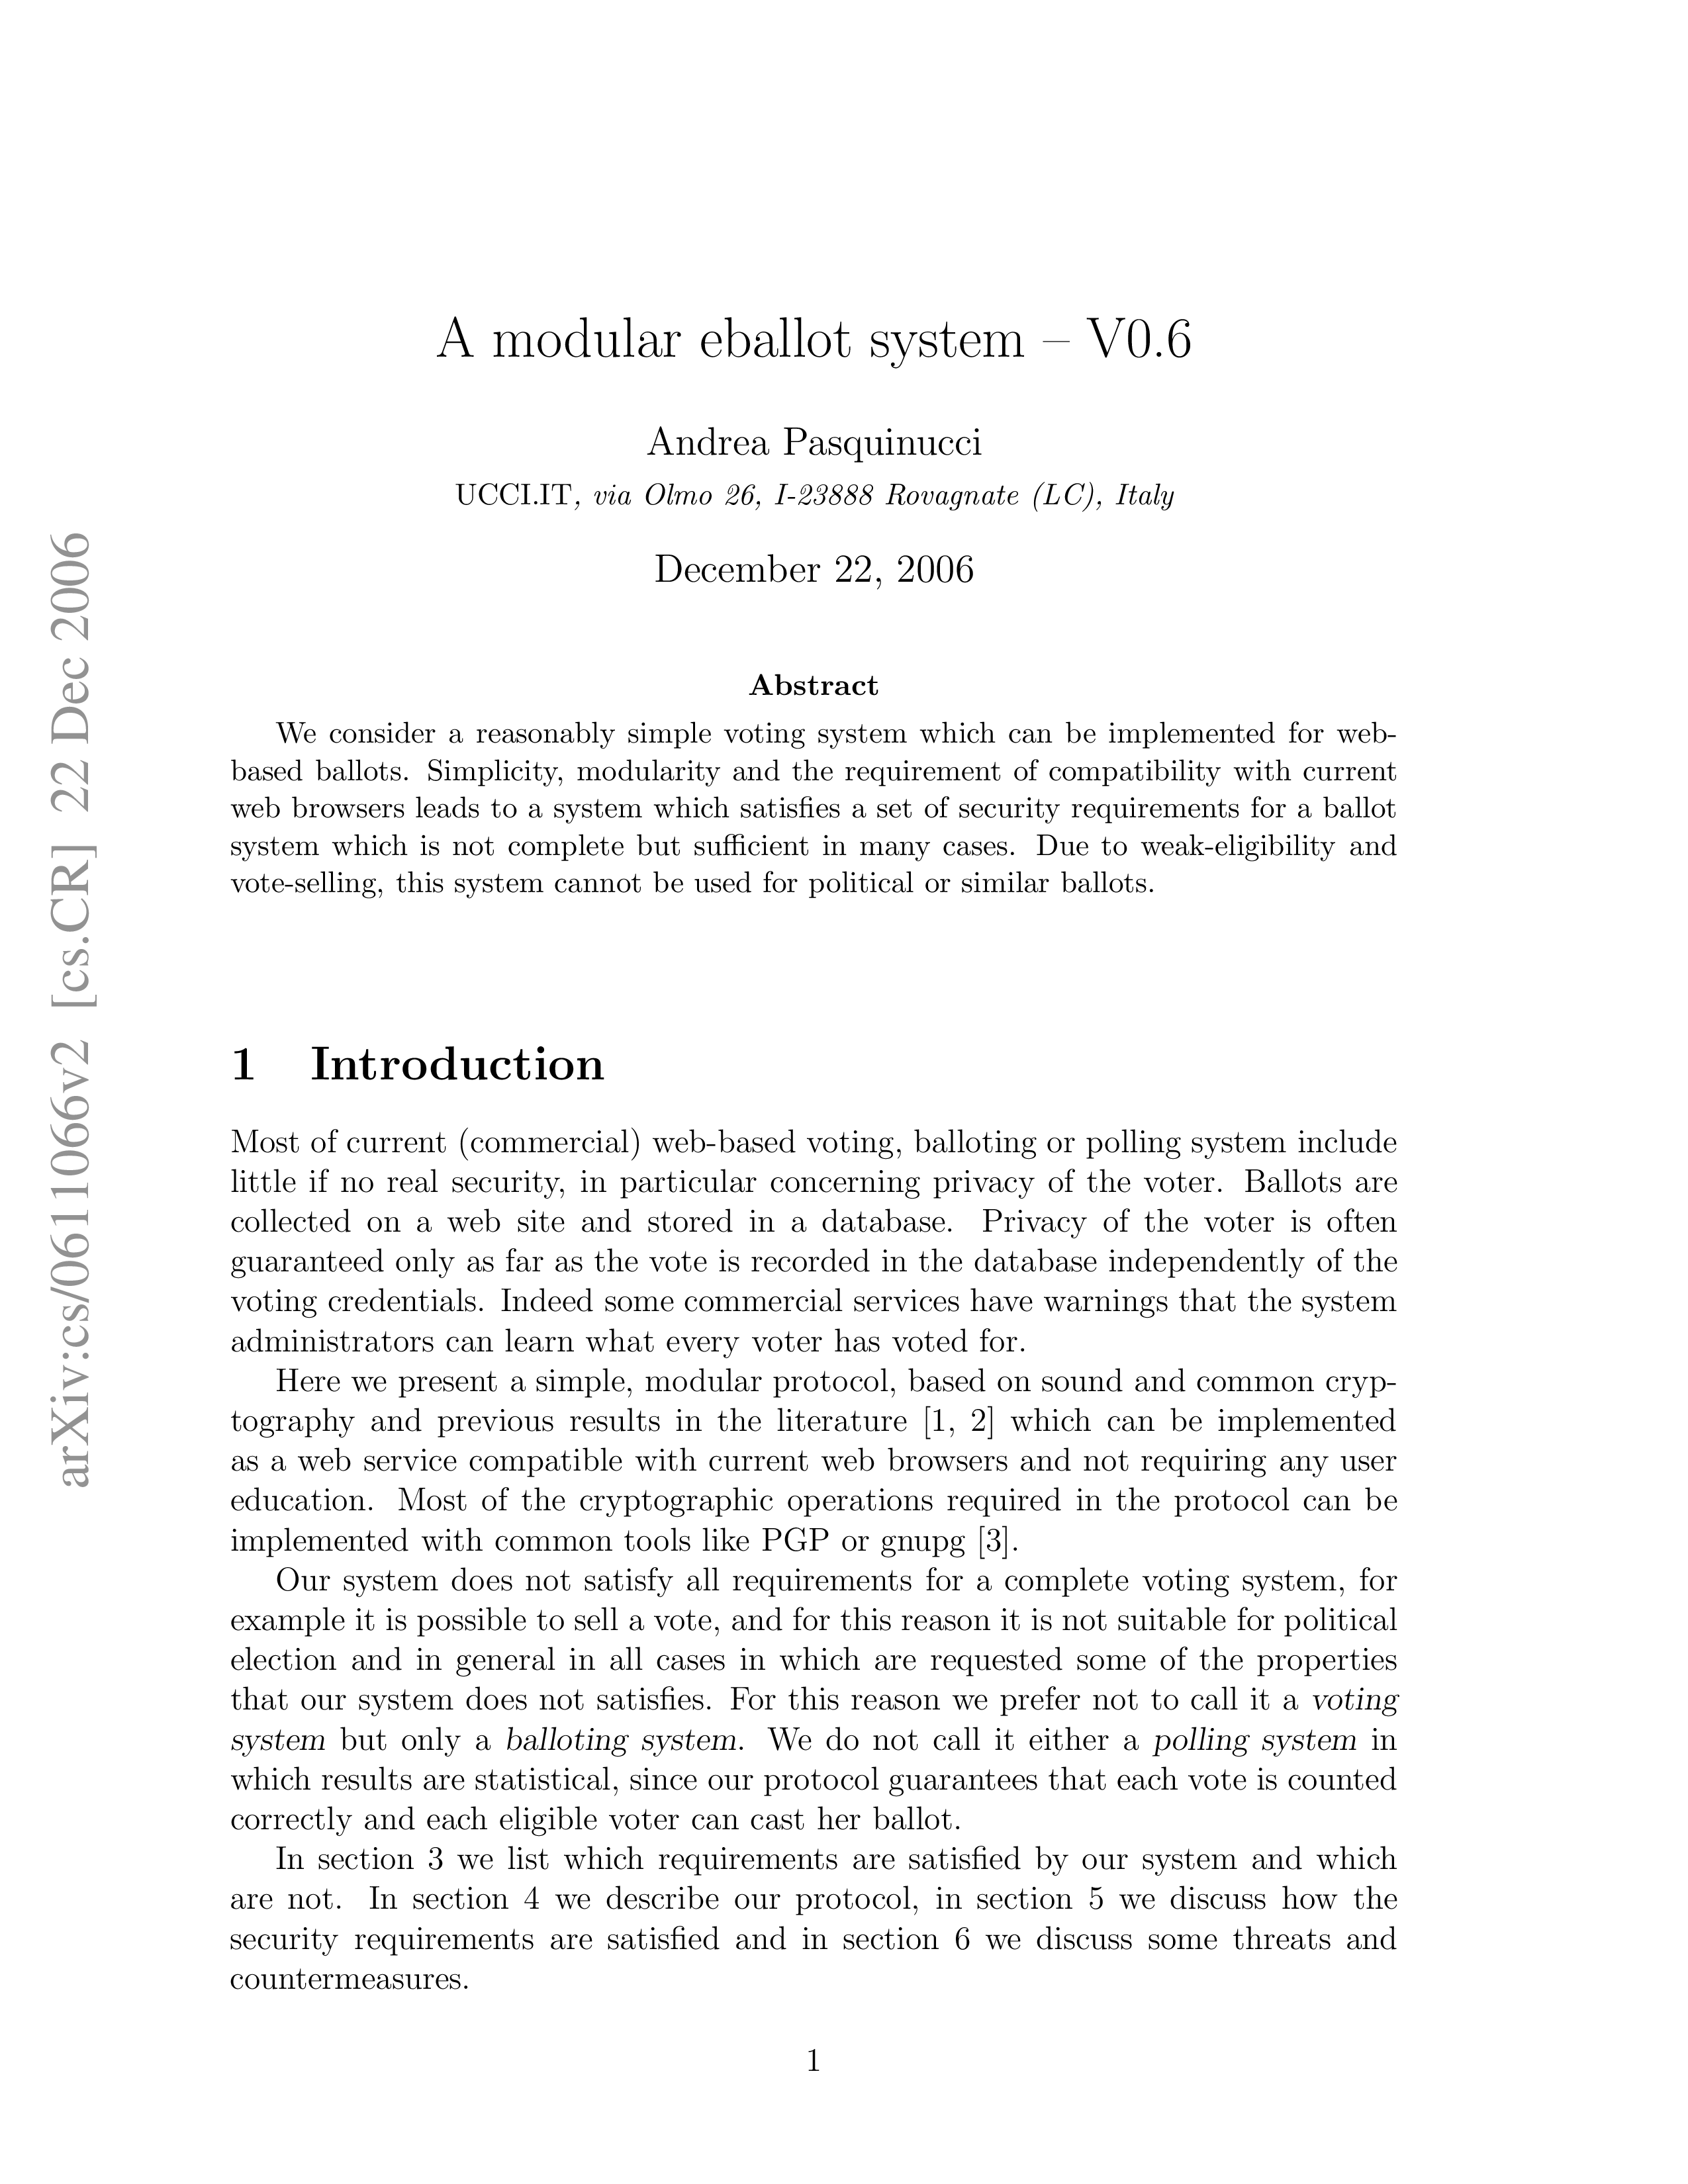 A modular eballot system – V0.6
Andrea Pasquinucci
UCCI.IT, via Olmo 26, I-23888 Rovagnate (LC), Italy
December 22, 2006
Abstract
We consider a reasonably simple voting system which can be implemented for web-
based ballots. Simplicity, modularity and the requirement of compatibility with current
web browsers leads to a system which satisfies a set of security requirements for a ballot
system which is not complete but sufficient in many cases. Due to weak-eligibility and
vote-selling, this system cannot be used for political or similar ballots.
1 Introduction
Most of current (commercial) web-based voting, balloting or polling system include
little if no real security, in particular concerning privacy of the voter. Ballots are
collected on a web site and stored in a database. Privacy of the voter is often
guaranteed only as far as the vote is recorded in the database independently of the
voting credentials. Indeed some commercial services have warnings that the system
administrators can learn what every voter has voted for.
Here we present a simple, modular protocol, based on sound and common cryp-
tography and previous results in the literature [1, 2] which can be implemented
as a web service compatible with current web browsers and not requiring any user
education. Most of the cryptographic operations required in the protocol can be
implemented with common tools like PGP or gnupg [3].
Our system does not satisfy all requirements for a complete voting system, for
example it is possible to sell a vote, and for this reason it is not suitable for political
election and in general in all cases in which are requested some of the properties
that our system does not satisfies. For this reason we prefer not to call it a voting
system but only a balloting system. We do not call it either a polling system in
which results are statistical, since our protocol guarantees that each vote is counted
correctly and each eligible voter can cast her ballot.
In section 3 we list which requirements are satisfied by our system and which
are not. In section 4 we describe our protocol, in section 5 we discuss how the
security requirements are satisfied and in section 6 we discuss some threats and
countermeasures.
1
arXiv:cs/0611066v2 [cs.CR] 22 Dec 2006